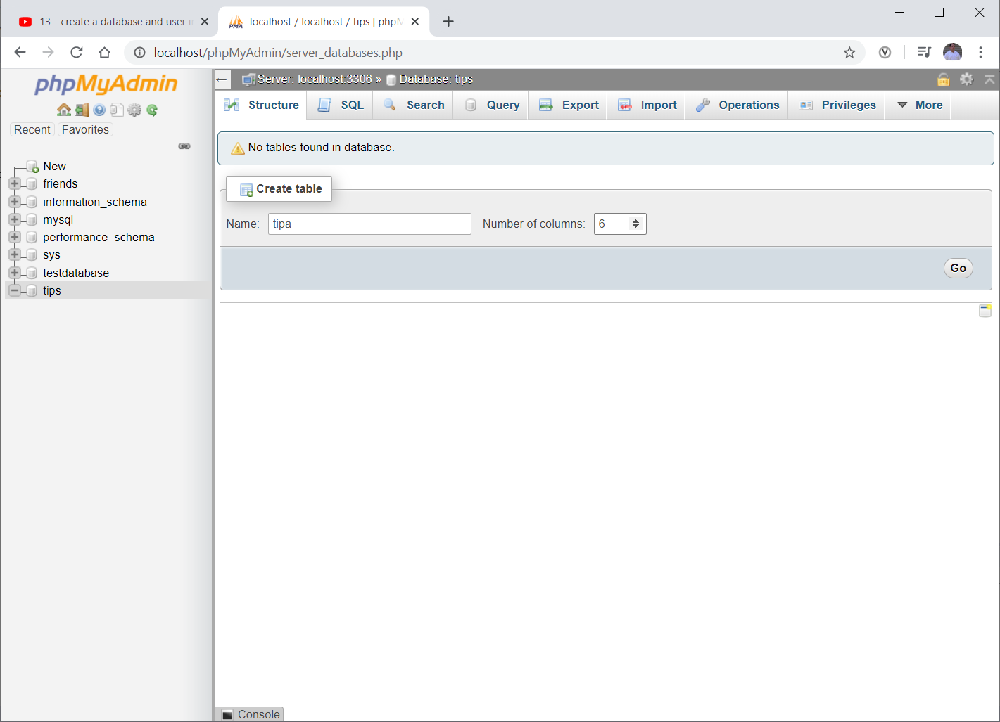 13 - create a database and user i
localhost / localhost / tips | phpM
localhost/phpMyAdmin/server_databases.php
phpMyAdmin
Recent
Favorites
New
friends
information_schema
mysql
performance_schema
sys
testdatabase
tips
Server: localhost:3306 » Database: tips
Structure
SQL
Search
Query
Export
Import
Operations
Privileges
More
No tables found in database.
Create table
Name: tipa Number of columns: 6
Go
Console